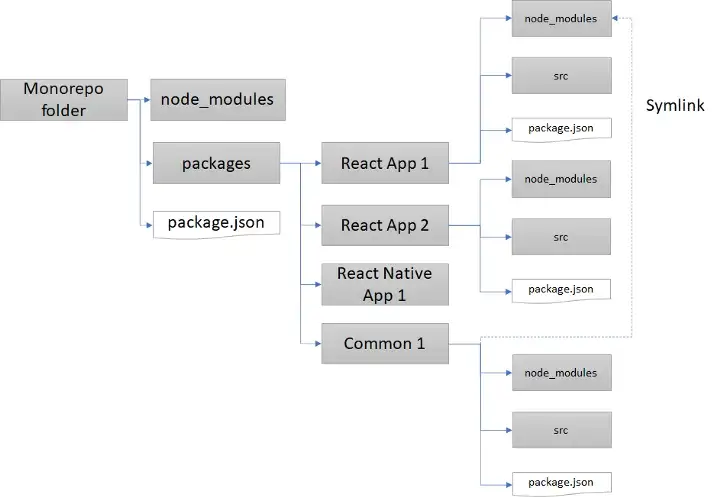 Monorepo
folder
node_modules
packages
package.json
React App 1
React App 2
React Native
App 1
Common 1
node_modules
src
package.json
node_modules
src
package.json
node_modules
src
package.json
Symlink